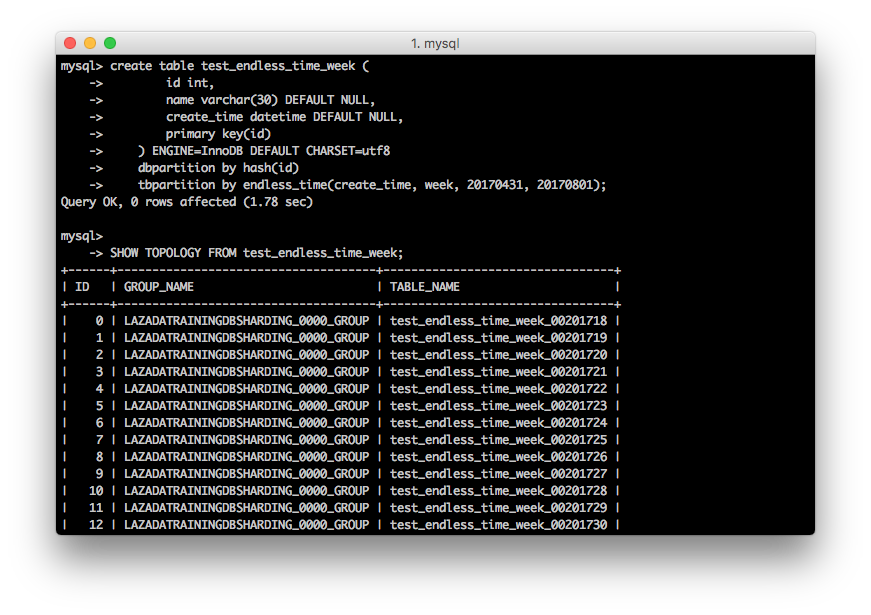 1. mysql
mysql> create table test_endless_time_week (
    ->         id int,
    ->         name varchar(30) DEFAULT NULL,
    ->         create_time datetime DEFAULT NULL,
    ->         primary key(id)
    ->     ) ENGINE=InnoDB DEFAULT CHARSET=utf8
    ->     dbpartition by hash(id)
    ->     tbpartition by endless_time(create_time, week, 20170431, 20170801);
Query OK, 0 rows affected (1.78 sec)
mysql>
    -> SHOW TOPOLOGY FROM test_endless_time_week;
+------+-------------------------------------+---------------------------------+
| ID   | GROUP_NAME                          | TABLE_NAME                      |
+------+-------------------------------------+---------------------------------+
|    0 | LAZADATRAININGDBSHARDING_0000_GROUP | test_endless_time_week_00201718 |
|    1 | LAZADATRAININGDBSHARDING_0000_GROUP | test_endless_time_week_00201719 |
|    2 | LAZADATRAININGDBSHARDING_0000_GROUP | test_endless_time_week_00201720 |
|    3 | LAZADATRAININGDBSHARDING_0000_GROUP | test_endless_time_week_00201721 |
|    4 | LAZADATRAININGDBSHARDING_0000_GROUP | test_endless_time_week_00201722 |
|    5 | LAZADATRAININGDBSHARDING_0000_GROUP | test_endless_time_week_00201723 |
|    6 | LAZADATRAININGDBSHARDING_0000_GROUP | test_endless_time_week_00201724 |
|    7 | LAZADATRAININGDBSHARDING_0000_GROUP | test_endless_time_week_00201725 |
|    8 | LAZADATRAININGDBSHARDING_0000_GROUP | test_endless_time_week_00201726 |
|    9 | LAZADATRAININGDBSHARDING_0000_GROUP | test_endless_time_week_00201727 |
|   10 | LAZADATRAININGDBSHARDING_0000_GROUP | test_endless_time_week_00201728 |
|   11 | LAZADATRAININGDBSHARDING_0000_GROUP | test_endless_time_week_00201729 |
|   12 | LAZADATRAININGDBSHARDING_0000_GROUP | test_endless_time_week_00201730 |